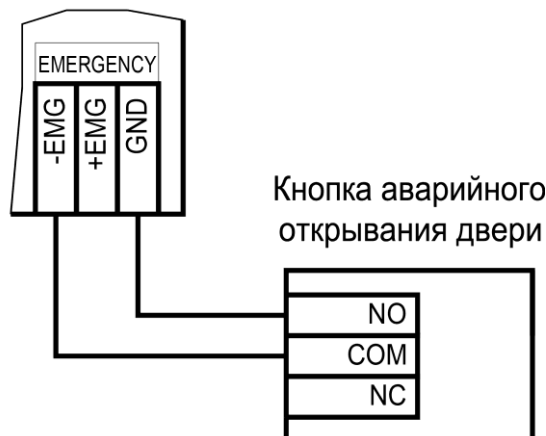 EMERGENCY
-EMG
+EMG
GND
Кнопка аварийного
открывания двери
NO
COM
NC